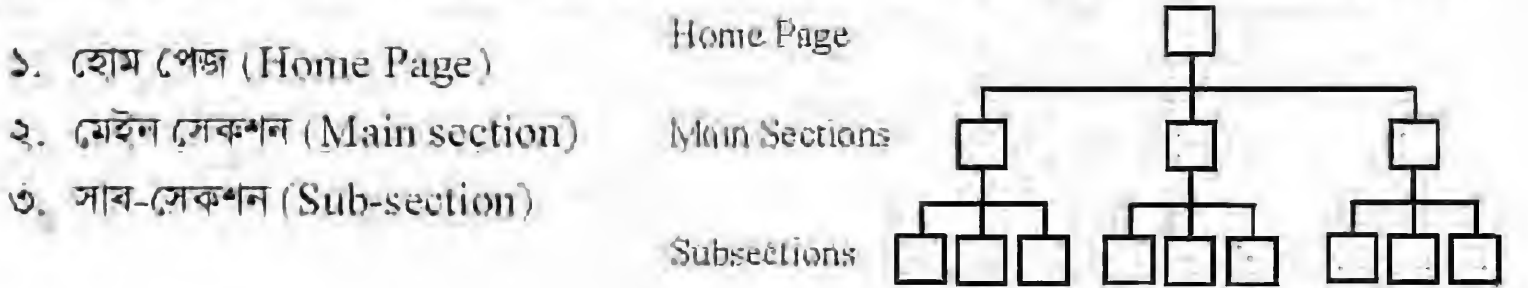 ১. হোম পেজ (Home Page)
২. মেইন সেকশন (Main section)
৩. সাব-সেকশন (Sub-section)
Home Page
Main Sections
Subsections